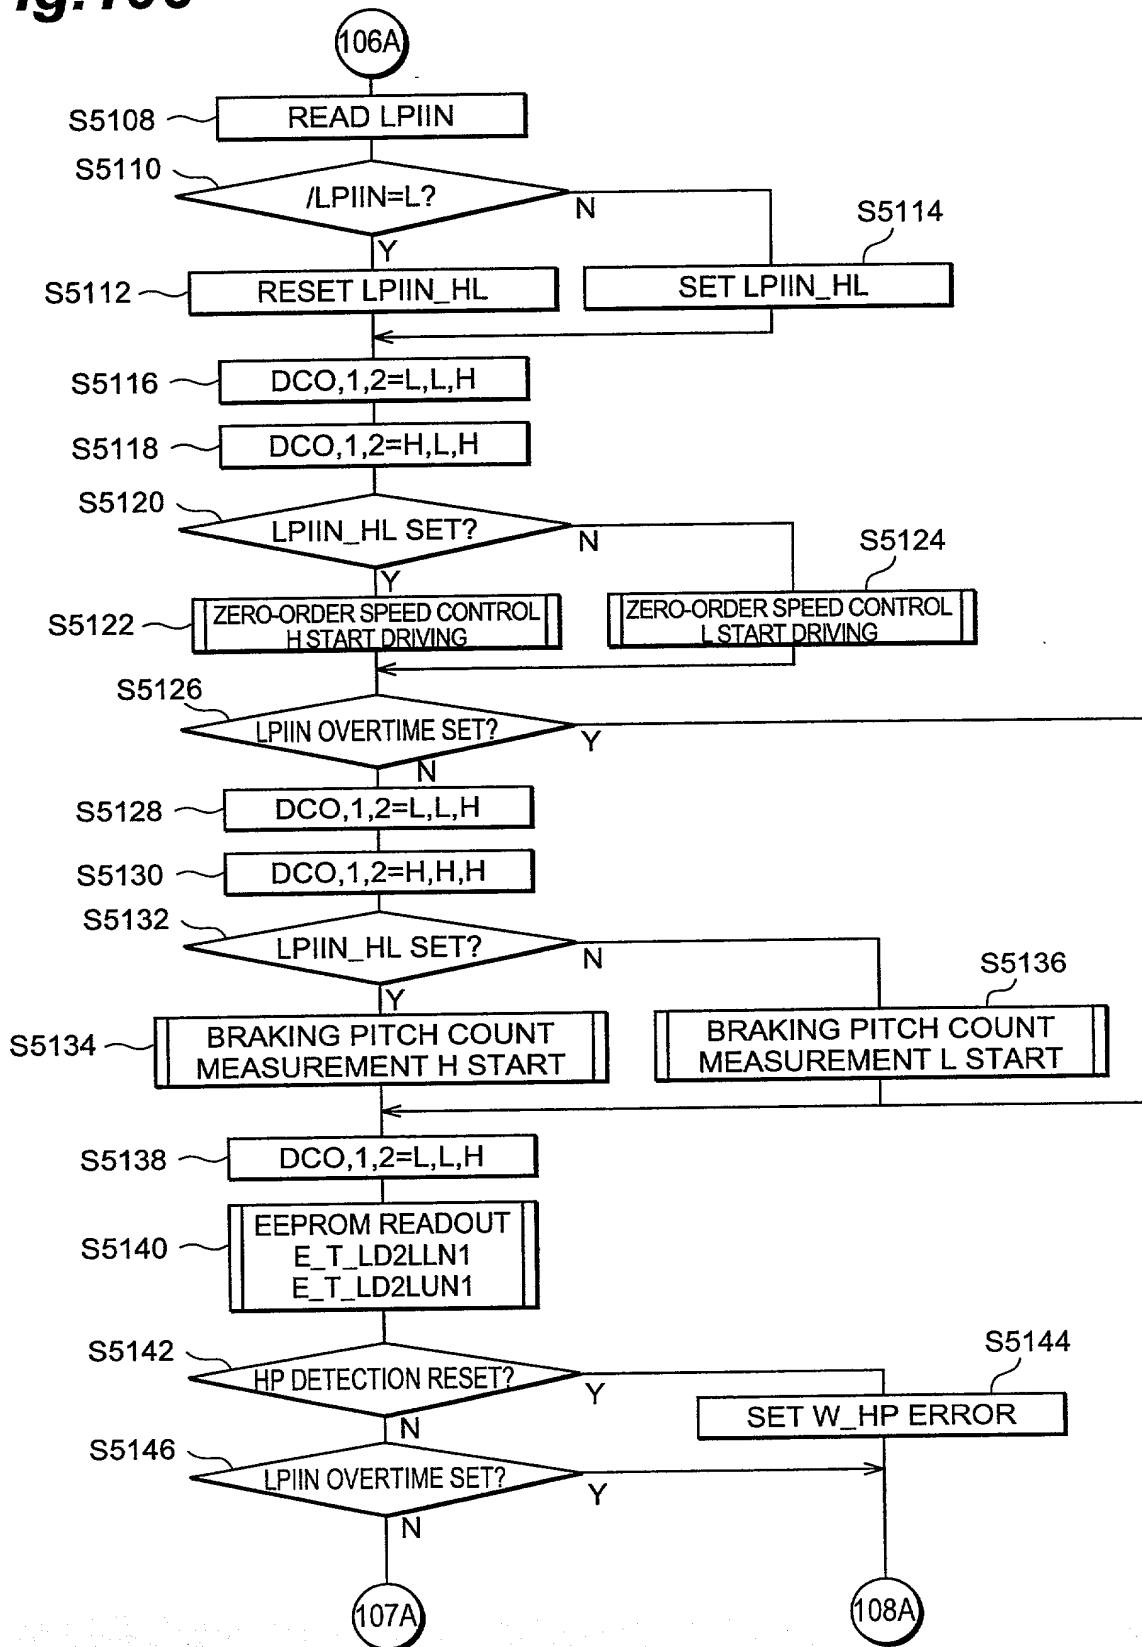 ig.106
106A
S5108
READ LPIIN
S5110
/LPIIN=L?
N
Y
S5114
S5112
RESET LPIIN_HL
SET LPIIN_HL
S5116
DCO,1,2=L,L,H
S5118
DCO,1,2=H,L,H
S5120
LPIIN_HL SET?
N
Y
S5124
S5122
ZERO-ORDER SPEED CONTROL
H START DRIVING
ZERO-ORDER SPEED CONTROL
L START DRIVING
S5126
LPIIN OVERTIME SET?
Y
N
S5128
DCO,1,2=L,L,H
S5130
DCO,1,2=H,H,H
S5132
LPIIN_HL SET?
N
Y
S5136
S5134
BRAKING PITCH COUNT
MEASUREMENT H START
BRAKING PITCH COUNT
MEASUREMENT L START
S5138
DCO,1,2=L,L,H
S5140
EEPROM READOUT
E_T_LD2LLN1
E_T_LD2LUN1
S5142
HP DETECTION RESET?
Y
N
S5144
SET W_HP ERROR
S5146
LPIIN OVERTIME SET?
Y
N
107A
108A